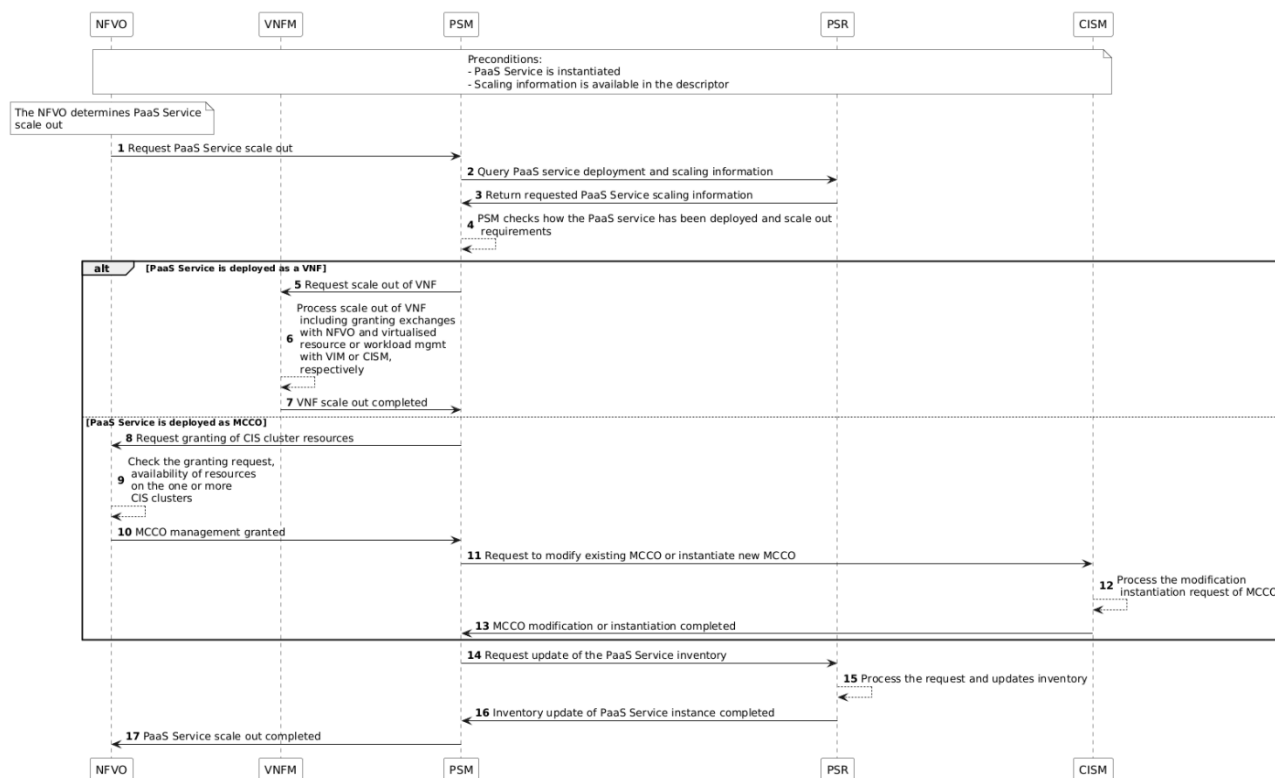 NFVO
VNFM
PSM
PSR
CISM
Preconditions:
- PaaS Service is instantiated
- Scaling information is available in the descriptor
The NFVO determines PaaS Service
scale out
1 Request PaaS Service scale out
2 Query PaaS service deployment and scaling information
3 Return requested PaaS Service scaling information
4 PSM checks how the PaaS service has been deployed and scale out
requirements
alt [PaaS Service is deployed as a VNF]
5 Request scale out of VNF
6 Process scale out of VNF
including granting exchanges
with NFVO and virtualised
resource or workload mgmt
with VIM or CISM,
respectively
7 VNF scale out completed
[PaaS Service is deployed as MCCO]
8 Request granting of CIS cluster resources
9 Check the granting request,
availability of resources
on the one or more
CIS clusters
10 MCCO management granted
11 Request to modify existing MCCO or instantiate new MCCO
12 Process the modification
instantiation request of MCCO
13 MCCO modification or instantiation completed
14 Request update of the PaaS Service inventory
15 Process the request and updates inventory
16 Inventory update of PaaS Service instance completed
17 PaaS Service scale out completed
NFVO
VNFM
PSM
PSR
CISM